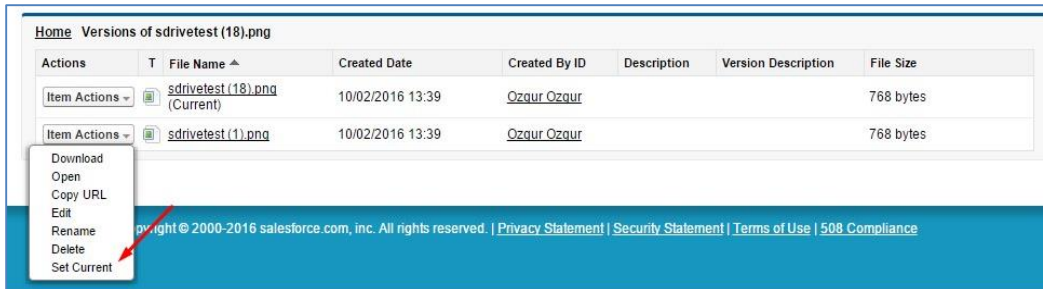 Home Versions of sdrivetest (18).png
Actions T File Name Created Date Created By ID Description Version Description File Size
Item Actions sdrivetest (18).png (Current) 10/02/2016 13:39 Ozgur Ozgur 768 bytes
Item Actions sdrivetest (1).png 10/02/2016 13:39 Ozgur Ozgur 768 bytes
Download
Open
Copy URL
Edit
Rename
Delete
Set Current
pyright © 2000-2016 salesforce.com, inc. All rights reserved. | Privacy Statement | Security Statement | Terms of Use | 508 Compliance